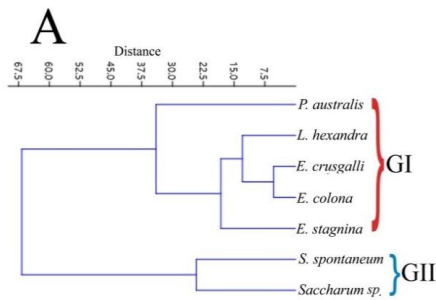 A
Distance
67.5 60.0 52.5 45.0 37.5 30.0 22.5 15.0 7.5
P. australis
L. hexandra
E. crusgalli
GI
E. colona
E. stagnina
S. spontaneum
GII
Saccharum sp.